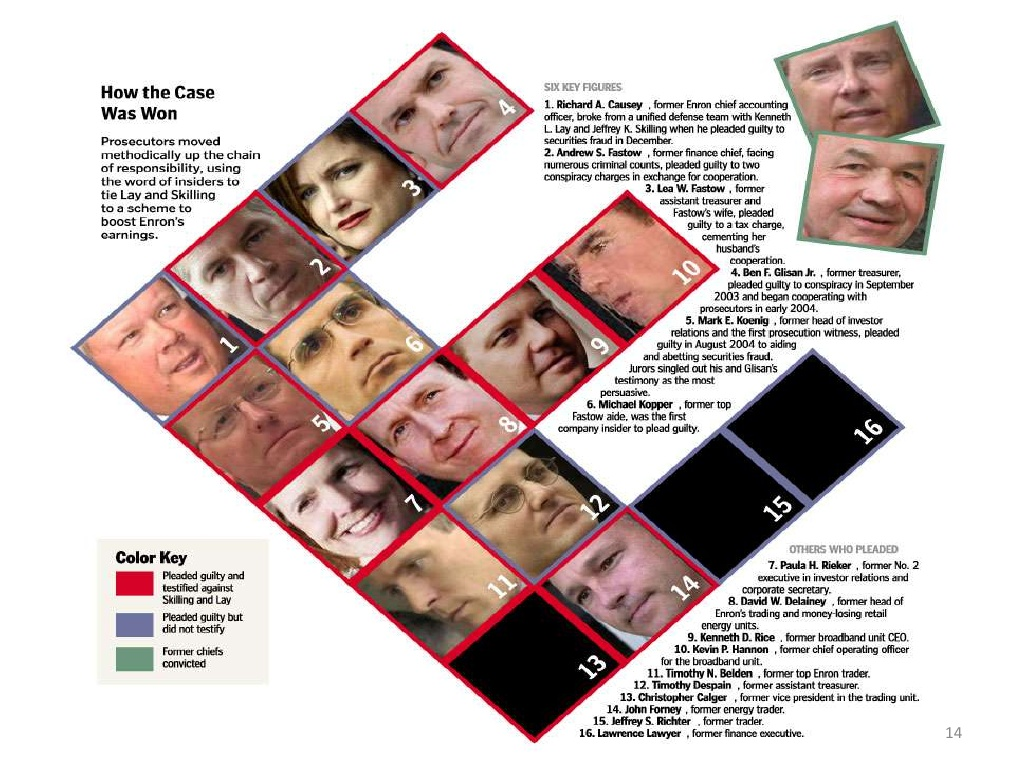 How the Case
Was Won
Prosecutors moved
methodically up the chain
of responsibility, using
the word of insiders to
tie Lay and Skilling
to a scheme to
boost Enron's
earnings.
SIX KEY FIGURES
1. Richard A. Causey , former Enron chief accounting
officer, broke from a unified defense team with Kenneth
L. Lay and Jeffrey K. Skilling when he pleaded guilty to
securities fraud in December.
2. Andrew S. Fastow , former finance chief, facing
numerous criminal counts, pleaded guilty to two
conspiracy charges in exchange for cooperation.
3. Lea W. Fastow , former
assistant treasurer and
Fastow's wife, pleaded
guilty to a tax charge,
cementing her
husband's
cooperation.
4. Ben F. Glisan Jr. , former treasurer,
pleaded guilty to conspiracy in September
2003 and began cooperating with
prosecutors in early 2004.
5. Mark E. Koenig , former head of investor
relations and the first prosecution witness, pleaded
guilty in August 2004 to aiding
and abetting securities fraud.
Jurors singled out his and Glisan's
testimony as the most
persuasive.
6. Michael Kopper , former top
Fastow aide, was the first
company insider to plead guilty.
4
3
2
1
10
9
6
8
5
7
12
11
16
15
14
13
Color Key
Pleaded guilty and
testified against
Skilling and Lay
Pleaded guilty but
did not testify
Former chiefs
convicted
OTHERS WHO PLEADED
7. Paula H. Rieker , former No. 2
executive in investor relations and
corporate secretary.
8. David W. Delainey , former head of
Enron's trading and money-losing retail
energy units.
9. Kenneth D. Rice , former broadband unit CEO.
10. Kevin P. Hannon , former chief operating officer
for the broadband unit.
11. Timothy N. Belden , former top Enron trader.
12. Timothy Despain , former assistant treasurer.
13. Christopher Calger , former vice president in the trading unit.
14. John Forney , former energy trader.
15. Jeffrey S. Richter , former trader.
16. Lawrence Lawyer , former finance executive.
14